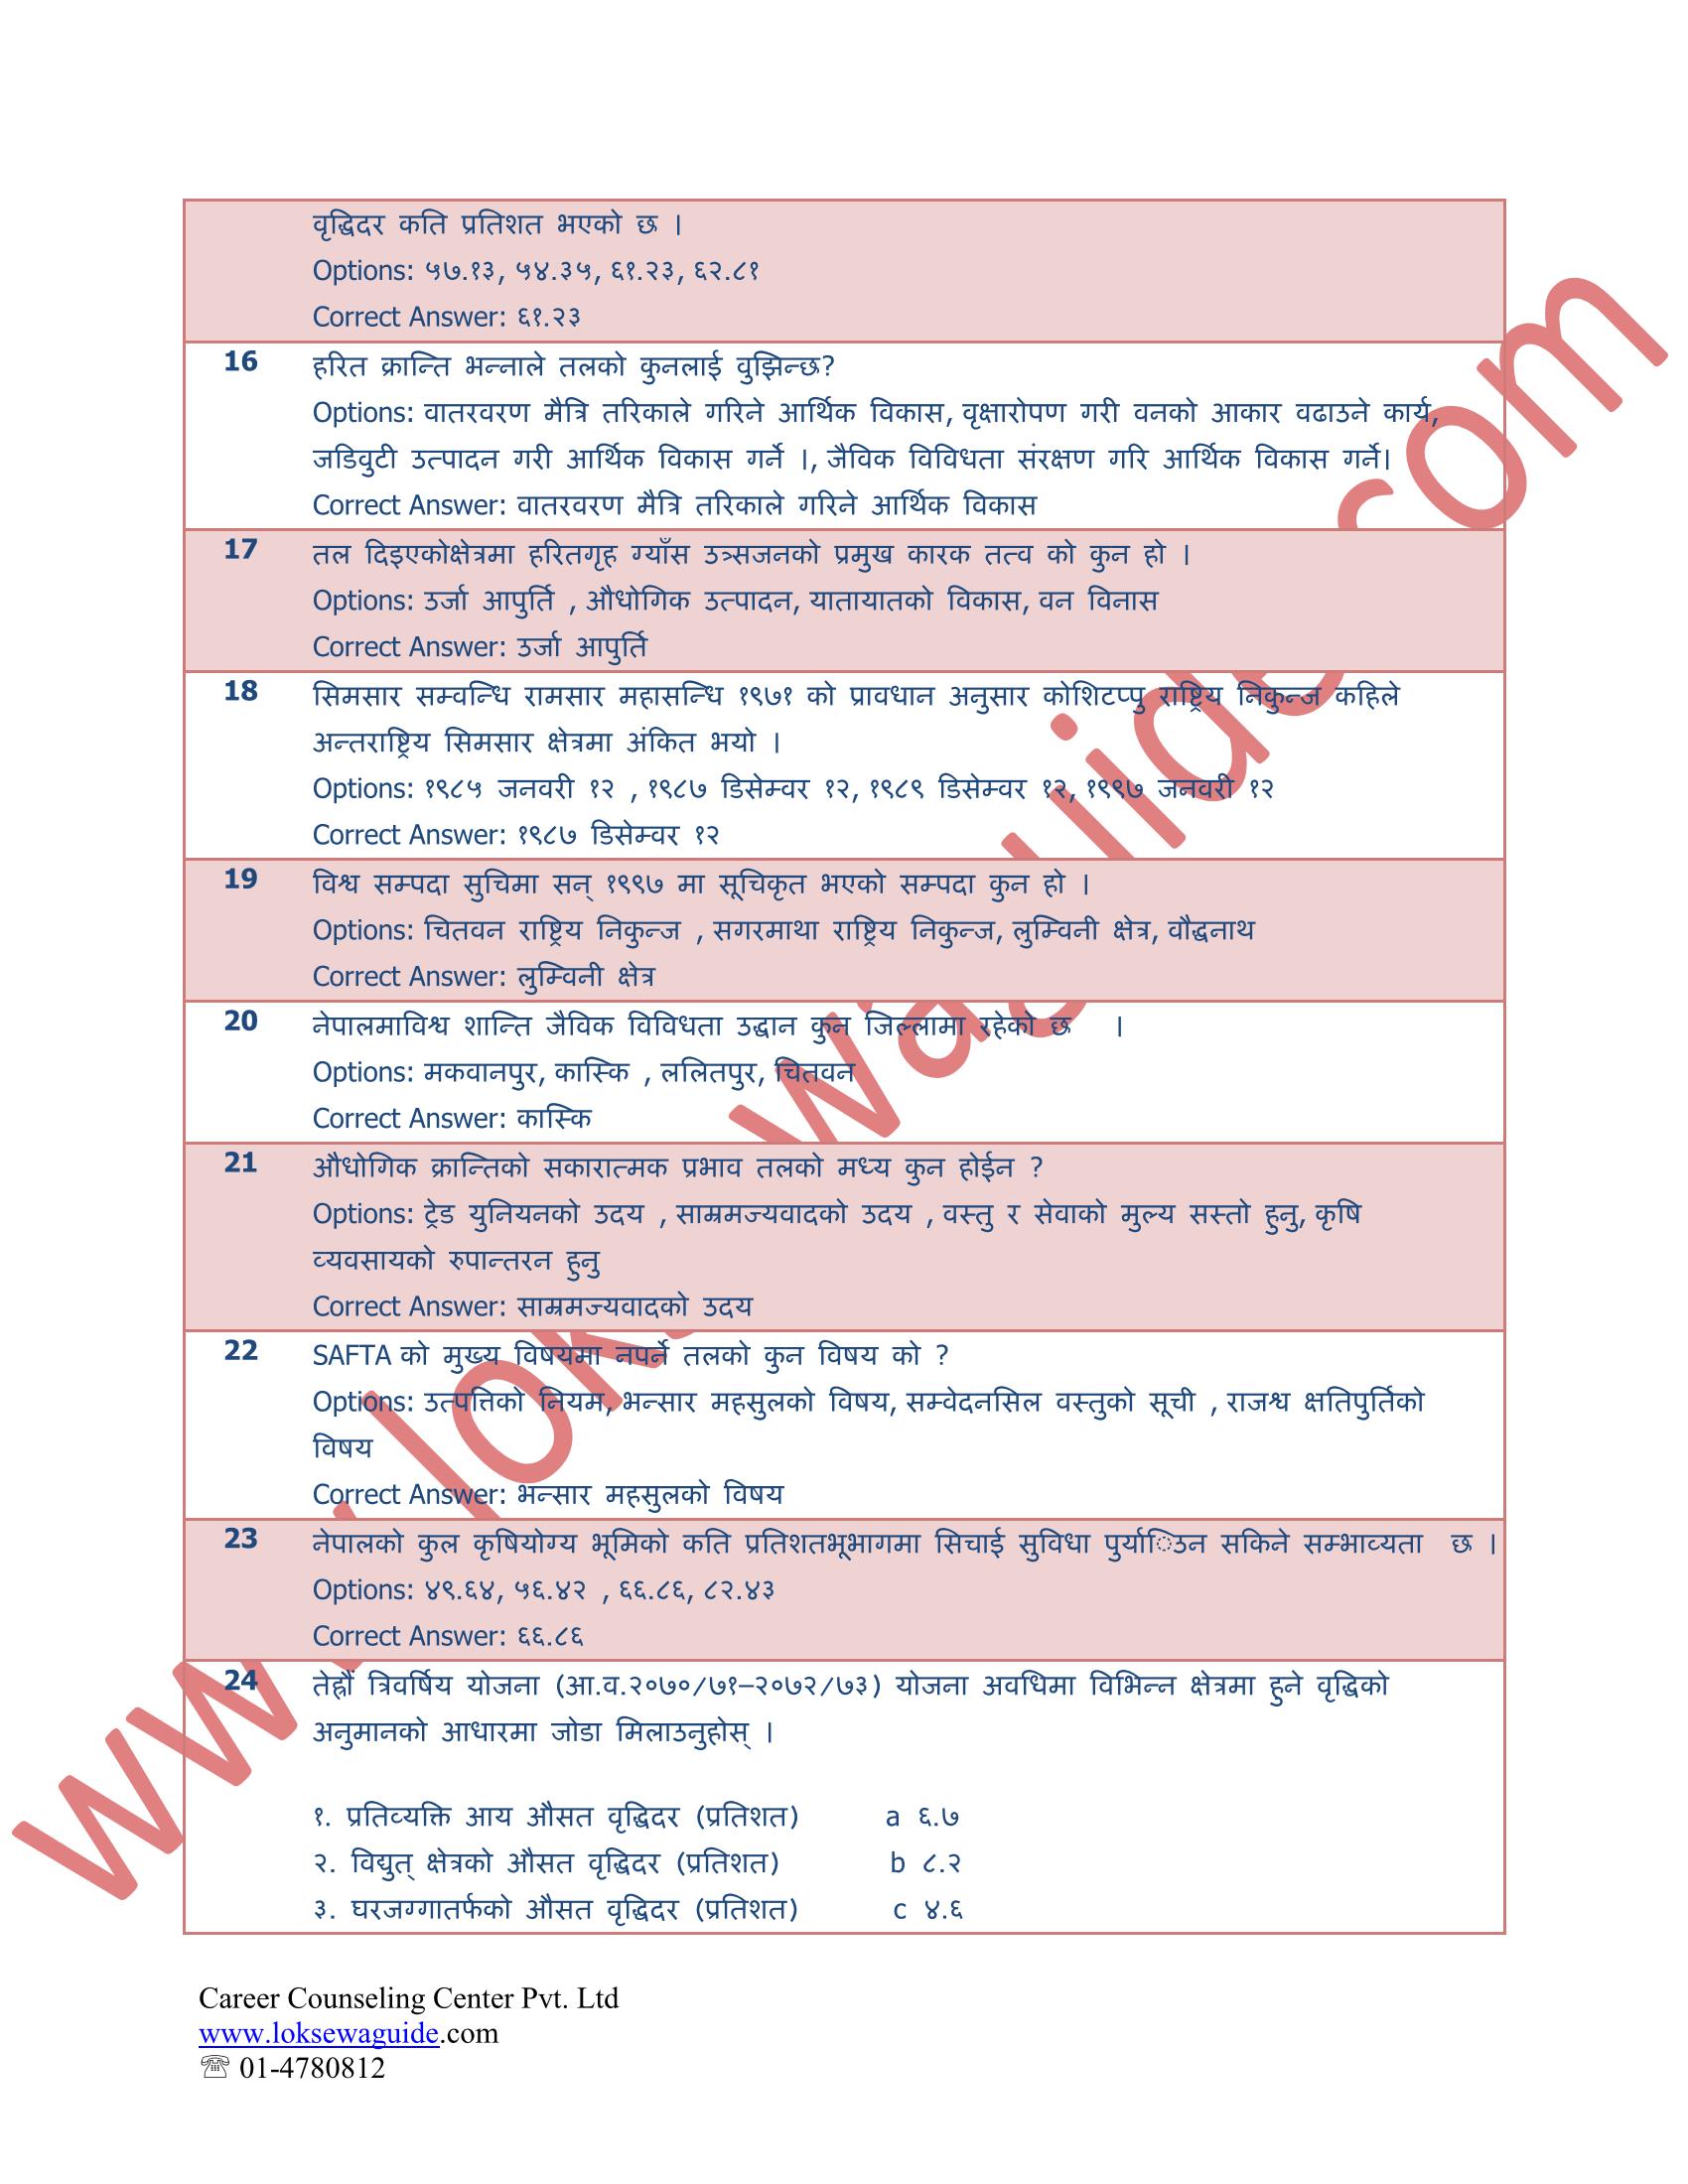 वृद्धिदर कति प्रतिशत भएको छ ।
Options: ५७.१३, ५४.३५, ६१.२३, ६२.८१
Correct Answer: ६१.२३
16 हरित क्रान्ति भन्नाले तलको कुनलाई वुझिन्छ?
Options: वातरवरण मैत्रि तरिकाले गरिने आर्थिक विकास, वृक्षारोपण गरी वनको आकार वढाउने कार्य,
जडिवुटी उत्पादन गरी आर्थिक विकास गर्ने ।, जैविक विविधता संरक्षण गरि आर्थिक विकास गर्ने।
Correct Answer: वातरवरण मैत्रि तरिकाले गरिने आर्थिक विकास
17 तल दिइएकोक्षेत्रमा हरितगृह ग्याँस उत्र्सजनको प्रमुख कारक तत्व को कुन हो ।
Options: उर्जा आपुर्ति , औधोगिक उत्पादन, यातायातको विकास, वन विनास
Correct Answer: उर्जा आपुर्ति
18 सिमसार सम्वन्धि रामसार महासन्धि १९७१ को प्रावधान अनुसार कोशिटप्पु राष्ट्रिय निकुन्ज कहिले
अन्तराष्ट्रिय सिमसार क्षेत्रमा अंकित भयो ।
Options: १९८५ जनवरी १२ , १९८७ डिसेम्वर १२, १९८९ डिसेम्वर १२, १९९७ जनवरी १२
Correct Answer: १९८७ डिसेम्वर १२
19 विश्व सम्पदा सुचिमा सन् १९९७ मा सूचिकृत भएको सम्पदा कुन हो ।
Options: चितवन राष्ट्रिय निकुन्ज , सगरमाथा राष्ट्रिय निकुन्ज, लुम्विनी क्षेत्र, वौद्धनाथ
Correct Answer: लुम्विनी क्षेत्र
20 नेपालमाविश्व शान्ति जैविक विविधता उद्धान कुन जिल्लामा रहेको छ ।
Options: मकवानपुर, कास्कि , ललितपुर, चितवन
Correct Answer: कास्कि
21 औधोगिक क्रान्तिको सकारात्मक प्रभाव तलको मध्य कुन होईन ?
Options: ट्रेड युनियनको उदय , साम्रमज्यवादको उदय , वस्तु र सेवाको मुल्य सस्तो हुनु, कृषि
व्यवसायको रुपान्तरन हुनु
Correct Answer: साम्रमज्यवादको उदय
22 SAFTA को मुख्य विषयमा नपर्ने तलको कुन विषय को ?
Options: उत्पत्तिको नियम, भन्सार महसुलको विषय, सम्वेदनसिल वस्तुको सूची , राजश्व क्षतिपुर्तिको
विषय
Correct Answer: भन्सार महसुलको विषय
23 नेपालको कुल कृषियोग्य भूमिको कति प्रतिशतभूभागमा सिचाई सुविधा पुर्यािउन सकिने सम्भाव्यता छ ।
Options: ४९.६४, ५६.४२ , ६६.८६, ८२.४३
Correct Answer: ६६.८६
24 तेह्रौं त्रिवर्षिय योजना (आ.व.२०७०/७१–२०७२/७३) योजना अवधिमा विभिन्न क्षेत्रमा हुने वृद्धिको
अनुमानको आधारमा जोडा मिलाउनुहोस् ।
१. प्रतिव्यक्ति आय औसत वृद्धिदर (प्रतिशत) a ६.७
२. विद्युत् क्षेत्रको औसत वृद्धिदर (प्रतिशत) b ८.२
३. घरजग्गातर्फको औसत वृद्धिदर (प्रतिशत) c ४.६
Career Counseling Center Pvt. Ltd
www.loksewaguide.com
☏ 01-4780812
www.loksewaguide.com